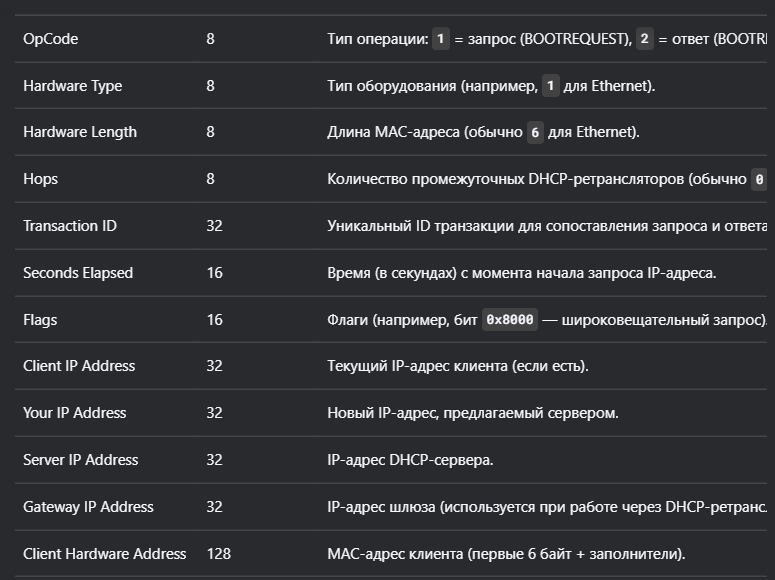 OpCode 8 Тип операции: 1 = запрос (BOOTREQUEST), 2 = ответ (BOOTR
Hardware Type 8 Тип оборудования (например, 1 для Ethernet).
Hardware Length 8 Длина MAC-адреса (обычно 6 для Ethernet).
Hops 8 Количество промежуточных DHCP-ретрансляторов (обычно 0
Transaction ID 32 Уникальный ID транзакции для сопоставления запроса и ответа
Seconds Elapsed 16 Время (в секундах) с момента начала запроса IP-адреса.
Flags 16 Флаги (например, бит 0x8000 — широковещательный запрос).
Client IP Address 32 Текущий IP-адрес клиента (если есть).
Your IP Address 32 Новый IP-адрес, предлагаемый сервером.
Server IP Address 32 IP-адрес DHCP-сервера.
Gateway IP Address 32 IP-адрес шлюза (используется при работе через DHCP-ретранс.
Client Hardware Address 128 MAC-адрес клиента (первые 6 байт + заполнители).